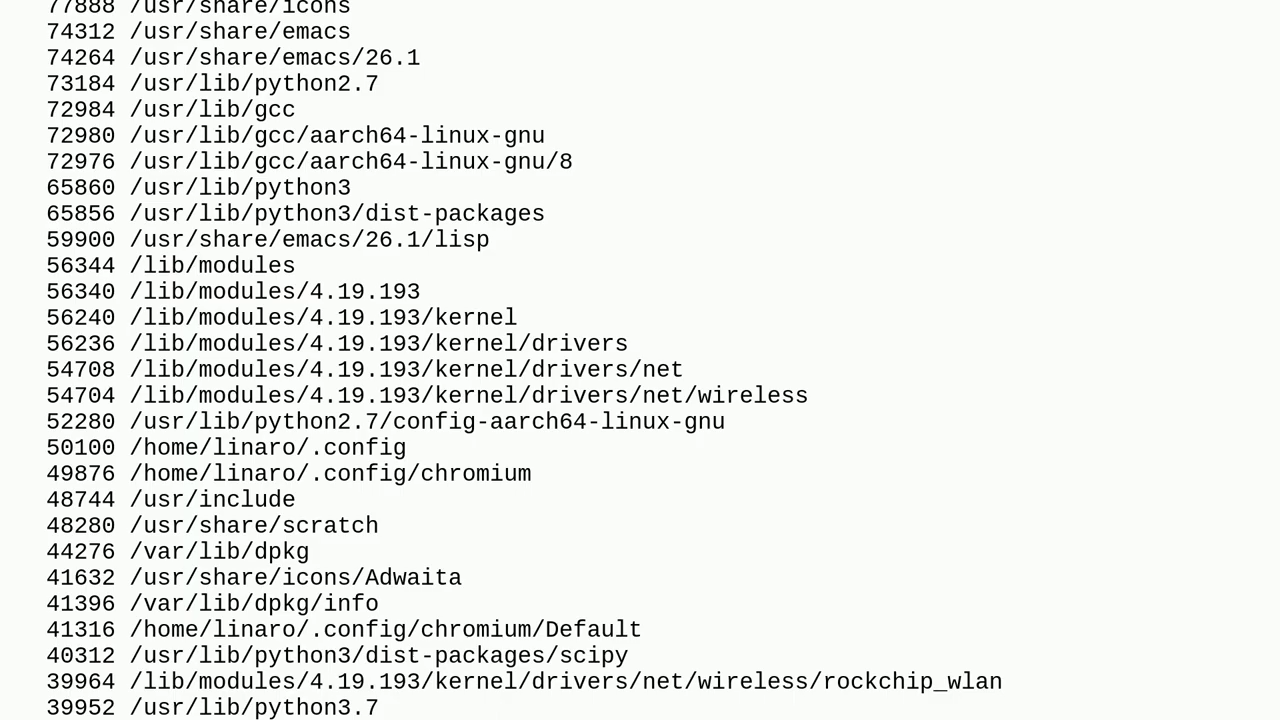 77888 /usr/share/icons
74312 /usr/share/emacs
74264 /usr/share/emacs/26.1
73184 /usr/lib/python2.7
72984 /usr/lib/gcc
72980 /usr/lib/gcc/aarch64-linux-gnu
72976 /usr/lib/gcc/aarch64-linux-gnu/8
65860 /usr/lib/python3
65856 /usr/lib/python3/dist-packages
59900 /usr/share/emacs/26.1/lisp
56344 /lib/modules
56340 /lib/modules/4.19.193
56240 /lib/modules/4.19.193/kernel
56236 /lib/modules/4.19.193/kernel/drivers
54708 /lib/modules/4.19.193/kernel/drivers/net
54704 /lib/modules/4.19.193/kernel/drivers/net/wireless
52280 /usr/lib/python2.7/config-aarch64-linux-gnu
50100 /home/linaro/.config
49876 /home/linaro/.config/chromium
48744 /usr/include
48280 /usr/share/scratch
44276 /var/lib/dpkg
41632 /usr/share/icons/Adwaita
41396 /var/lib/dpkg/info
41316 /home/linaro/.config/chromium/Default
40312 /usr/lib/python3/dist-packages/scipy
39964 /lib/modules/4.19.193/kernel/drivers/net/wireless/rockchip_wlan
39952 /usr/lib/python3.7